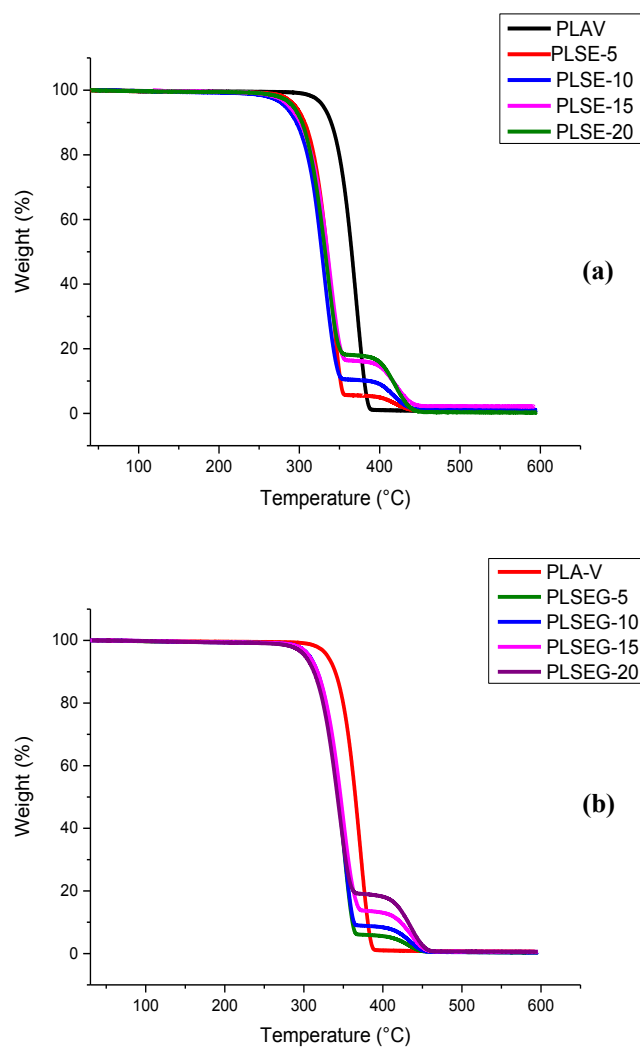 PLAV
PLSE-5
PLSE-10
PLSE-15
PLSE-20
100
80
60
40
20
0
Weight (%)
(a)
100 200 300 400 500 600
Temperature (°C)
PLA-V
PLSEG-5
PLSEG-10
PLSEG-15
PLSEG-20
100
80
60
40
20
0
Weight (%)
(b)
100 200 300 400 500 600
Temperature (°C)